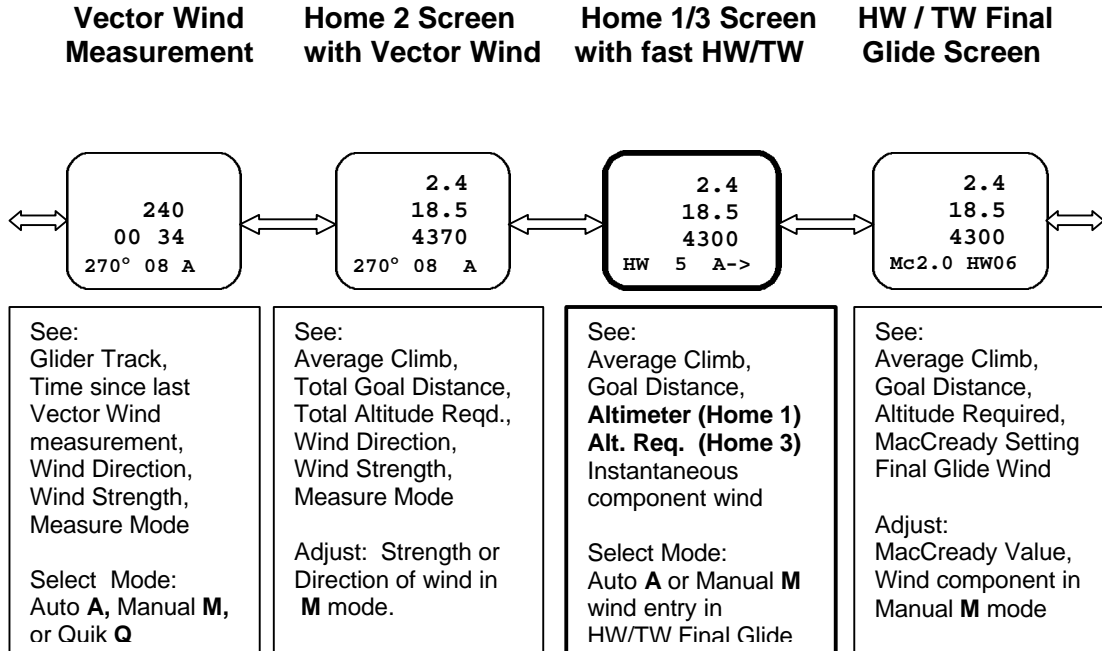 Vector Wind
Measurement
Home 2 Screen
with Vector Wind
Home 1/3 Screen
with fast HW/TW
HW / TW Final
Glide Screen
240
00 34
270° 08 A
2.4
18.5
4370
270° 08 A
2.4
18.5
4300
HW 5 A->
2.4
18.5
4300
Mc2.0 HW06
See:
Glider Track,
Time since last
Vector Wind
measurement,
Wind Direction,
Wind Strength,
Measure Mode
Select Mode:
Auto A, Manual M,
or Quik Q
See:
Average Climb,
Total Goal Distance,
Total Altitude Reqd.,
Wind Direction,
Wind Strength,
Measure Mode
Adjust: Strength or
Direction of wind in
M mode.
See:
Average Climb,
Goal Distance,
Altimeter (Home 1)
Alt. Req. (Home 3)
Instantaneous
component wind
Select Mode:
Auto A or Manual M
wind entry in
HW/TW Final Glide
See:
Average Climb,
Goal Distance,
Altitude Required,
MacCready Setting
Final Glide Wind
Adjust:
MacCready Value,
Wind component in
Manual M mode